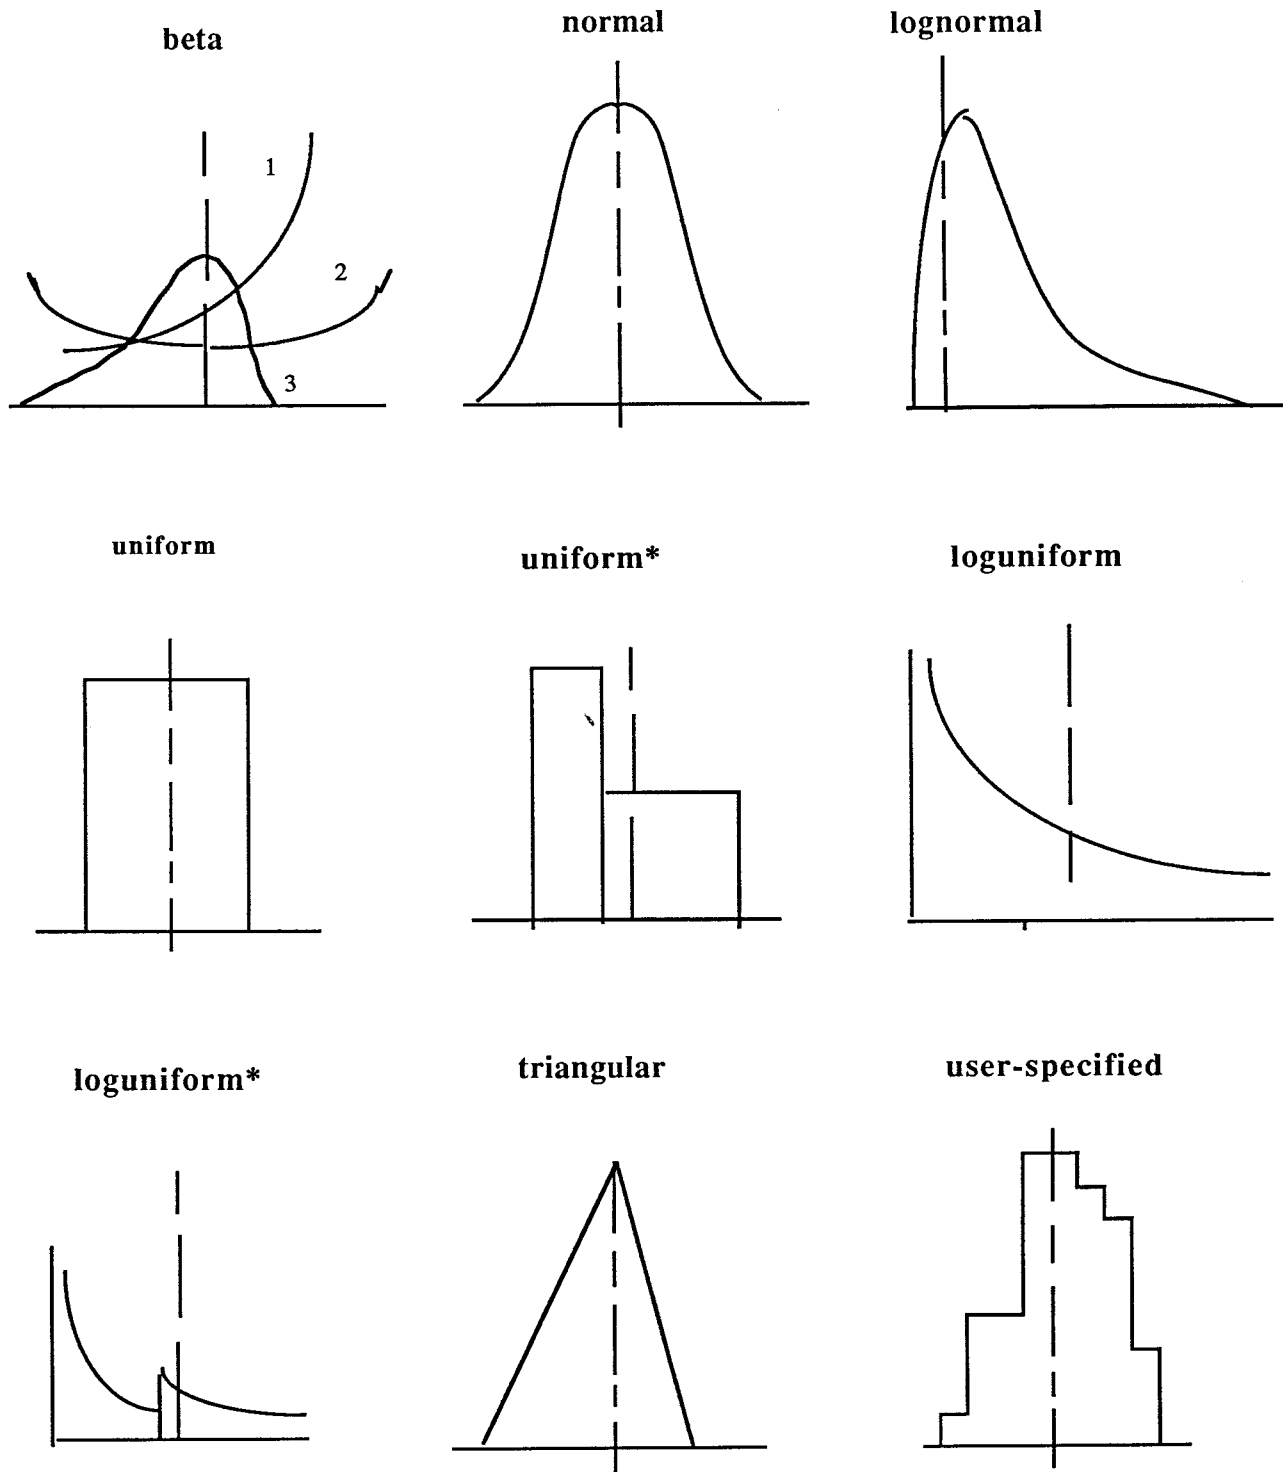 beta
normal
lognormal
1
2
3
uniform
uniform*
loguniform
loguniform*
triangular
user-specified